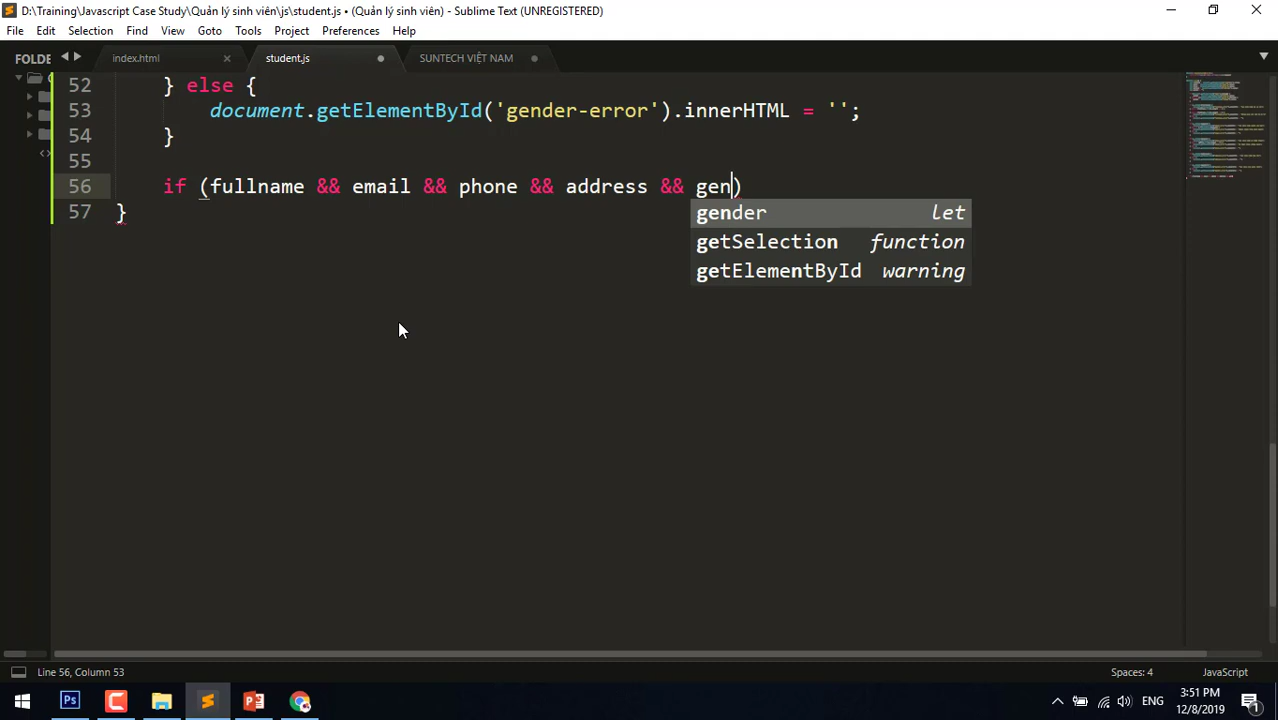 D:\Training\Javascript Case Study\Quản lý sinh viên\js\student.js • (Quản lý sinh viên) - Sublime Text (UNREGISTERED)
File Edit Selection Find View Goto Tools Project Preferences Help
FOLDE
index.html
student.js
SUNTECH VIỆT NAM
52 } else {
53 document.getElementById('gender-error').innerHTML = '';
54 }
55
56 if (fullname && email && phone && address && gen)
57 }
gender let
getSelection function
getElementById warning
Line 56, Column 53
Spaces: 4
JavaScript
ENG
3:51 PM
12/8/2019